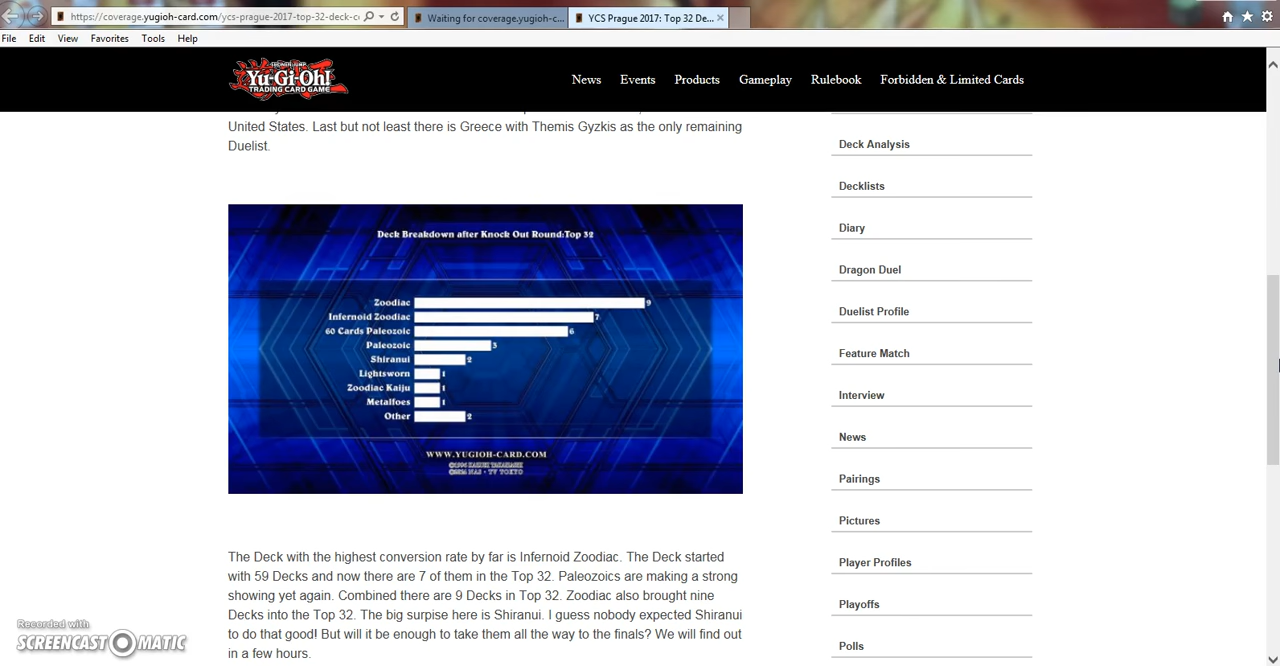 https://coverage.yugioh-card.com/ycs-prague-2017-top-32-deck-c
Waiting for coverage.yugioh-c...
YCS Prague 2017: Top 32 De...
File Edit View Favorites Tools Help
Yu-Gi-Oh!
TRADING CARD GAME
News Events Products Gameplay Rulebook Forbidden & Limited Cards
United States. Last but not least there is Greece with Themis Gyzkis as the only remaining
Duelist.
Deck Breakdown after Knock Out Round:Top 32
Zoodiac 9
Infernoid Zoodiac 7
60 Cards Paleozoic 6
Paleozoic 3
Shiranui 2
Lightsworn 1
Zoodiac Kaiju 1
Metalfoes 1
Other 2
WWW.YUGIOH-CARD.COM
©1996 KAZUKI TAKAHASHI
NAS • TV TOKYO
The Deck with the highest conversion rate by far is Infernoid Zoodiac. The Deck started
with 59 Decks and now there are 7 of them in the Top 32. Paleozoics are making a strong
showing yet again. Combined there are 9 Decks in Top 32. Zoodiac also brought nine
Decks into the Top 32. The big surpise here is Shiranui. I guess nobody expected Shiranui
to do that good! But will it be enough to take them all the way to the finals? We will find out
in a few hours.
Deck Analysis
Decklists
Diary
Dragon Duel
Duelist Profile
Feature Match
Interview
News
Pairings
Pictures
Player Profiles
Playoffs
Polls
Recorded with
SCREENCAST-O-MATIC